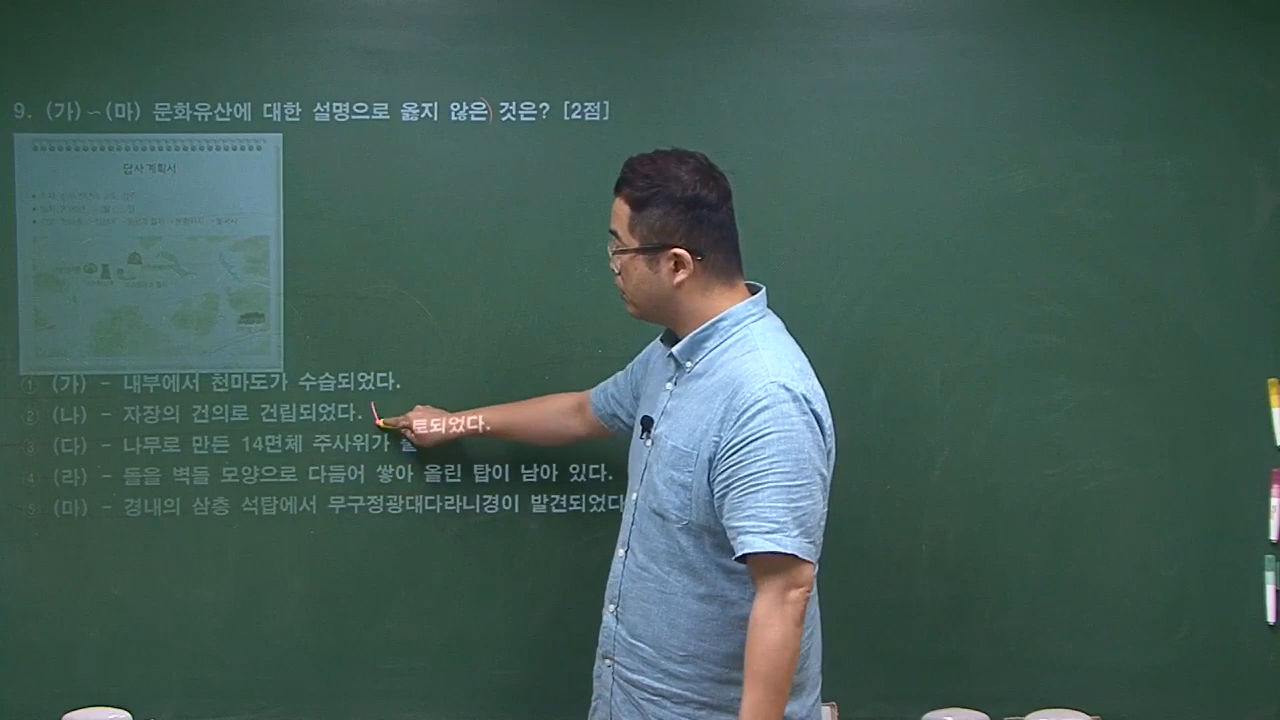 9. (가)~(마) 문화유산에 대한 설명으로 옳지 않은 것은? [2점]
답사 계획서
① (가) - 내부에서 천마도가 수습되었다.
② (나) - 자장의 건의로 건립되었다.
③ (다) - 나무로 만든 14면체 주사위가 출토되었다.
④ (라) - 돌을 벽돌 모양으로 다듬어 쌓아 올린 탑이 남아 있다.
⑤ (마) - 경내의 삼층 석탑에서 무구정광대다라니경이 발견되었다